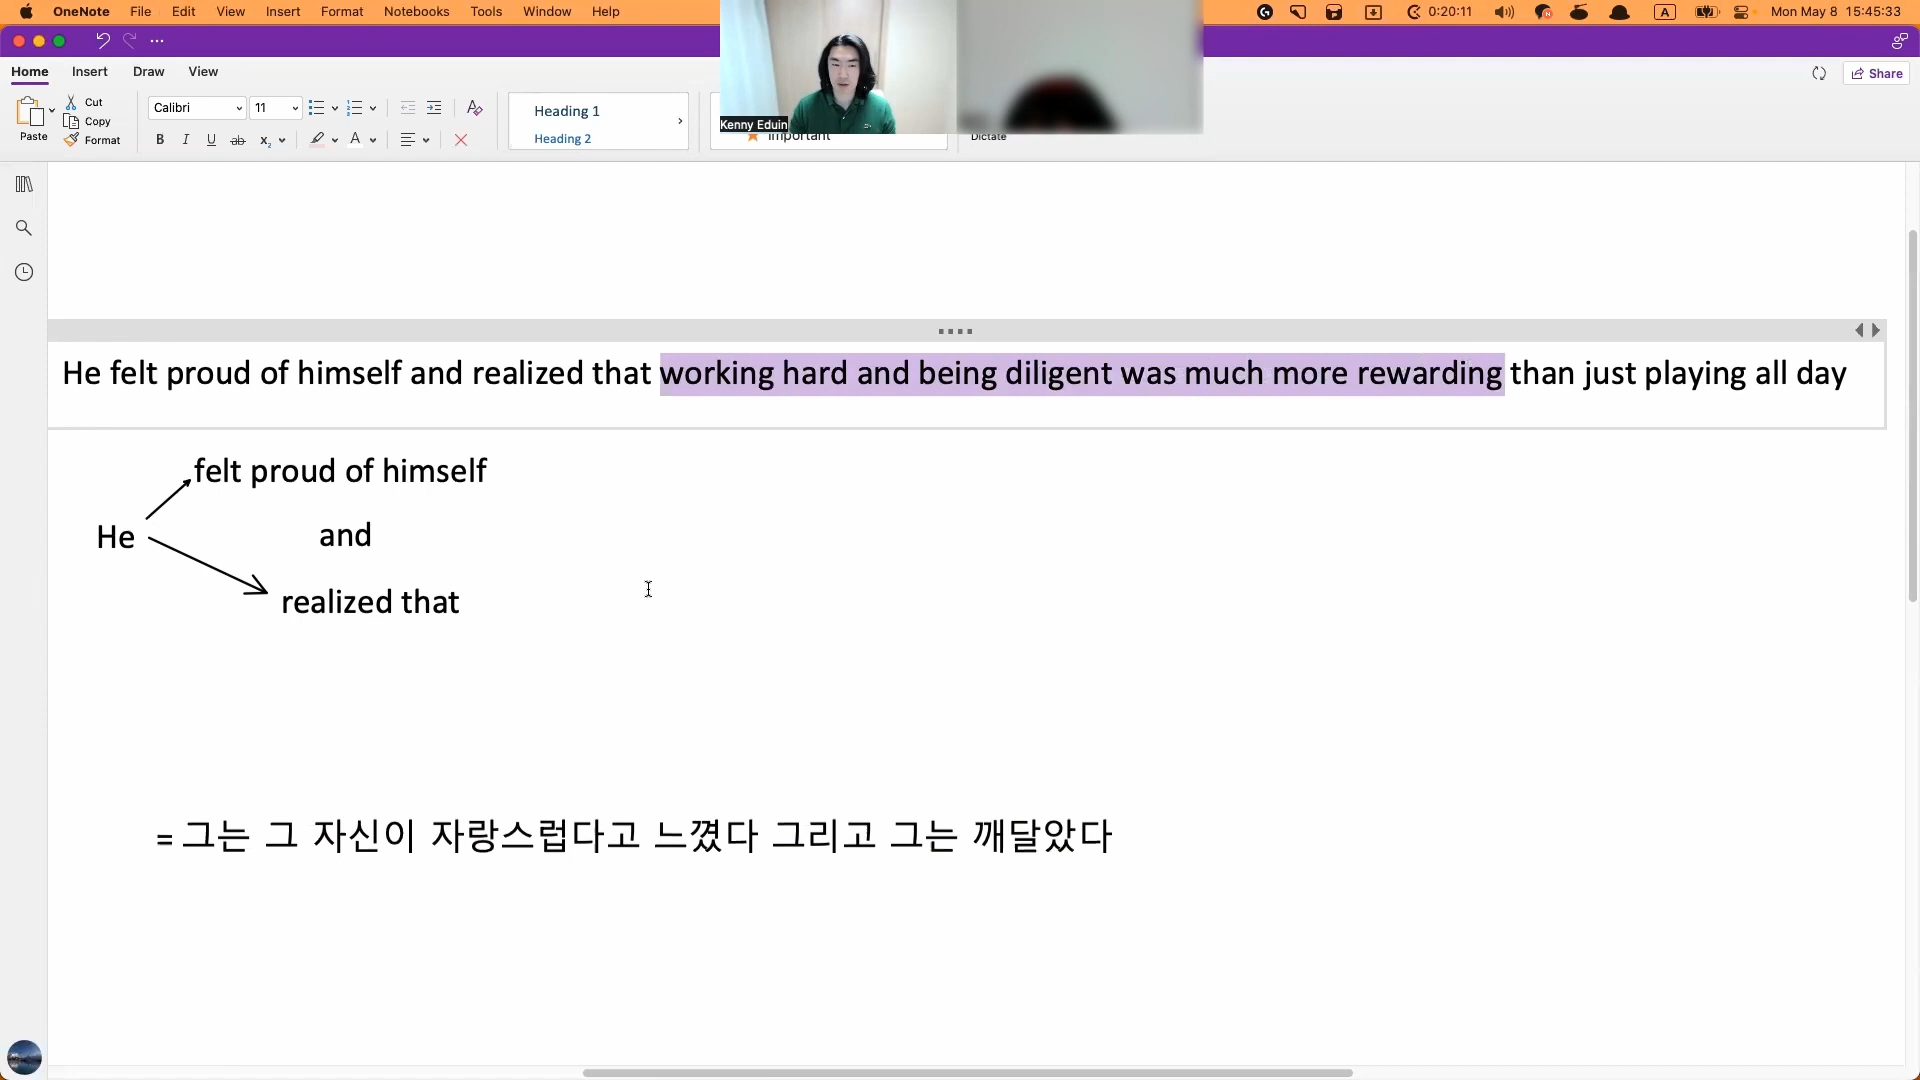 OneNote File Edit View Insert Format Notebooks Tools Window Help 0:20:11 A Mon May 8 15:45:33
Home Insert Draw View Share
Paste Cut Copy Format
Calibri 11
B I U ab x₂ A
Heading 1
Heading 2
Important
Dictate
Kenny Eduin
He felt proud of himself and realized that working hard and being diligent was much more rewarding than just playing all day
felt proud of himself
He
and
realized that
= 그는 그 자신이 자랑스럽다고 느꼈다 그리고 그는 깨달았다